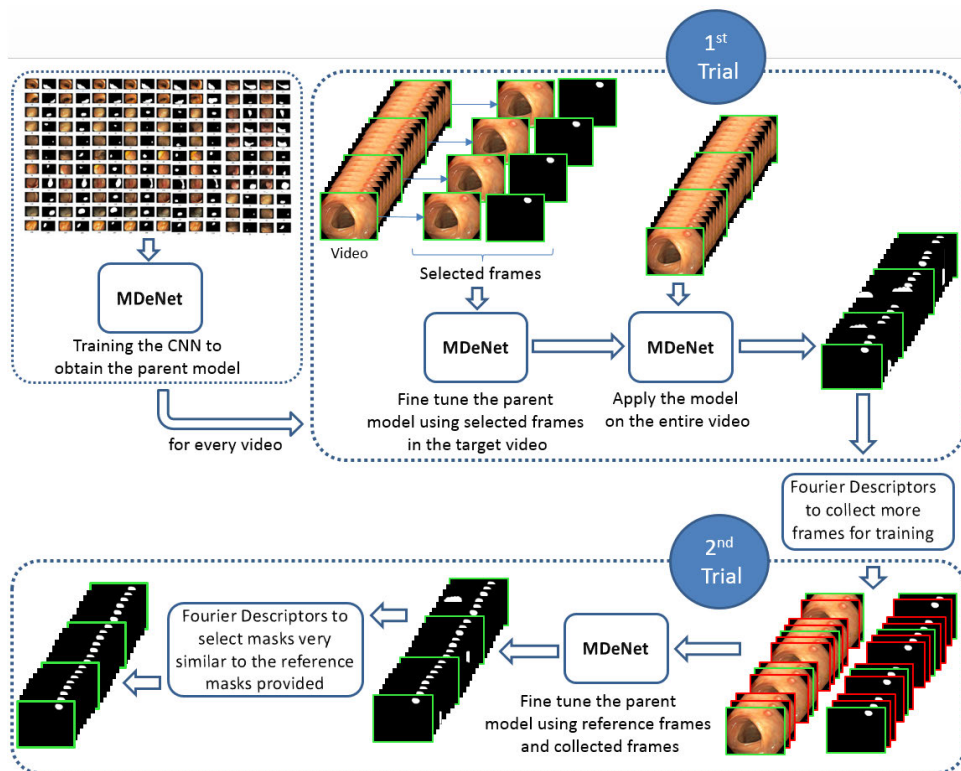 1st
Trial
Video
Selected frames
MDeNet
Training the CNN to
obtain the parent model
for every video
MDeNet
Fine tune the parent
model using selected frames
in the target video
MDeNet
Apply the model
on the entire video
Fourier Descriptors
to collect more
frames for training
2nd
Trial
MDeNet
Fine tune the parent
model using reference frames
and collected frames
Fourier Descriptors to
select masks very
similar to the reference
masks provided